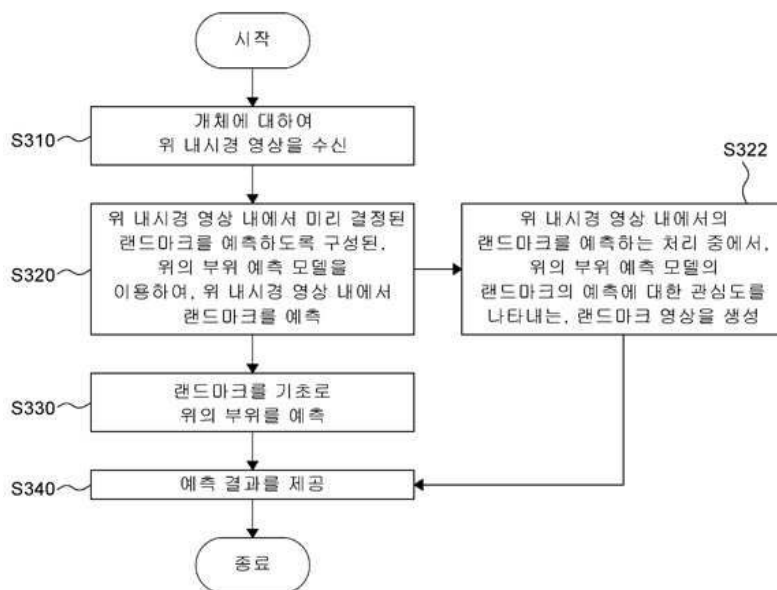 시작
S310
개체에 대하여
위 내시경 영상을 수신
S320
위 내시경 영상 내에서 미리 결정된
랜드마크를 예측하도록 구성된,
위의 부위 예측 모델을
이용하여, 위 내시경 영상 내에서
랜드마크를 예측
S322
위 내시경 영상 내에서의
랜드마크를 예측하는 처리 중에서,
위의 부위 예측 모델의
랜드마크의 예측에 대한 관심도를
나타내는, 랜드마크 영상을 생성
S330
랜드마크를 기초로
위의 부위를 예측
S340
예측 결과를 제공
종료